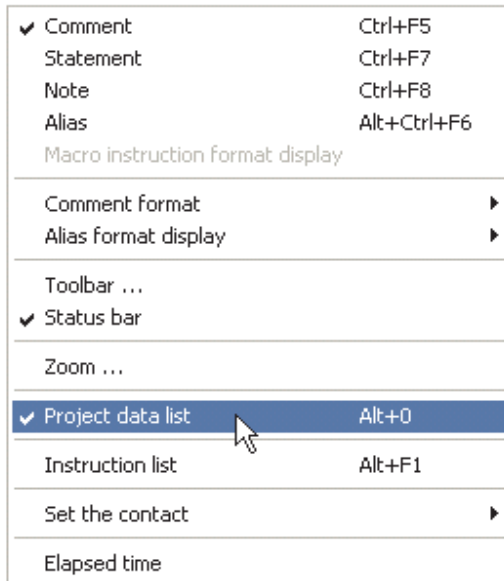 Comment Ctrl+F5
Statement Ctrl+F7
Note Ctrl+F8
Alias Alt+Ctrl+F6
Macro instruction format display
Comment format
Alias format display
Toolbar ...
Status bar
Zoom ...
Project data list Alt+0
Instruction list Alt+F1
Set the contact
Elapsed time